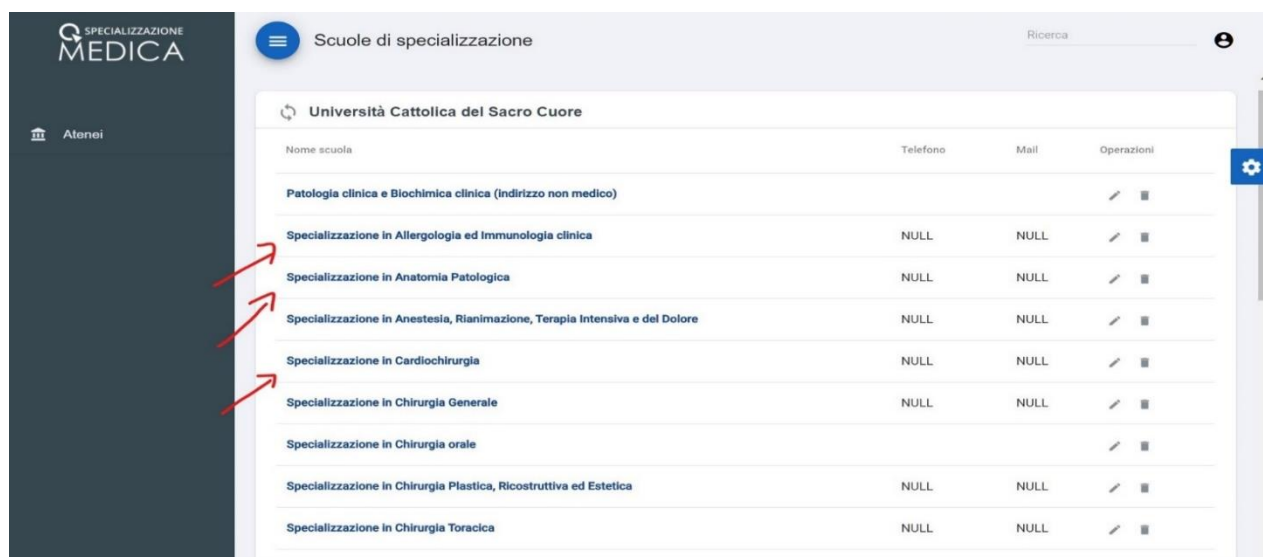 SPECIALIZZAZIONE
MEDICA
Scuole di specializzazione
Ricerca
Atenei
Università Cattolica del Sacro Cuore
Nome scuola Telefono Mail Operazioni
Patologia clinica e Biochimica clinica (indirizzo non medico)
Specializzazione in Allergologia ed Immunologia clinica NULL NULL
Specializzazione in Anatomia Patologica NULL NULL
Specializzazione in Anestesia, Rianimazione, Terapia Intensiva e del Dolore NULL NULL
Specializzazione in Cardiochirurgia NULL NULL
Specializzazione in Chirurgia Generale NULL NULL
Specializzazione in Chirurgia orale
Specializzazione in Chirurgia Plastica, Ricostruttiva ed Estetica NULL NULL
Specializzazione in Chirurgia Toracica NULL NULL